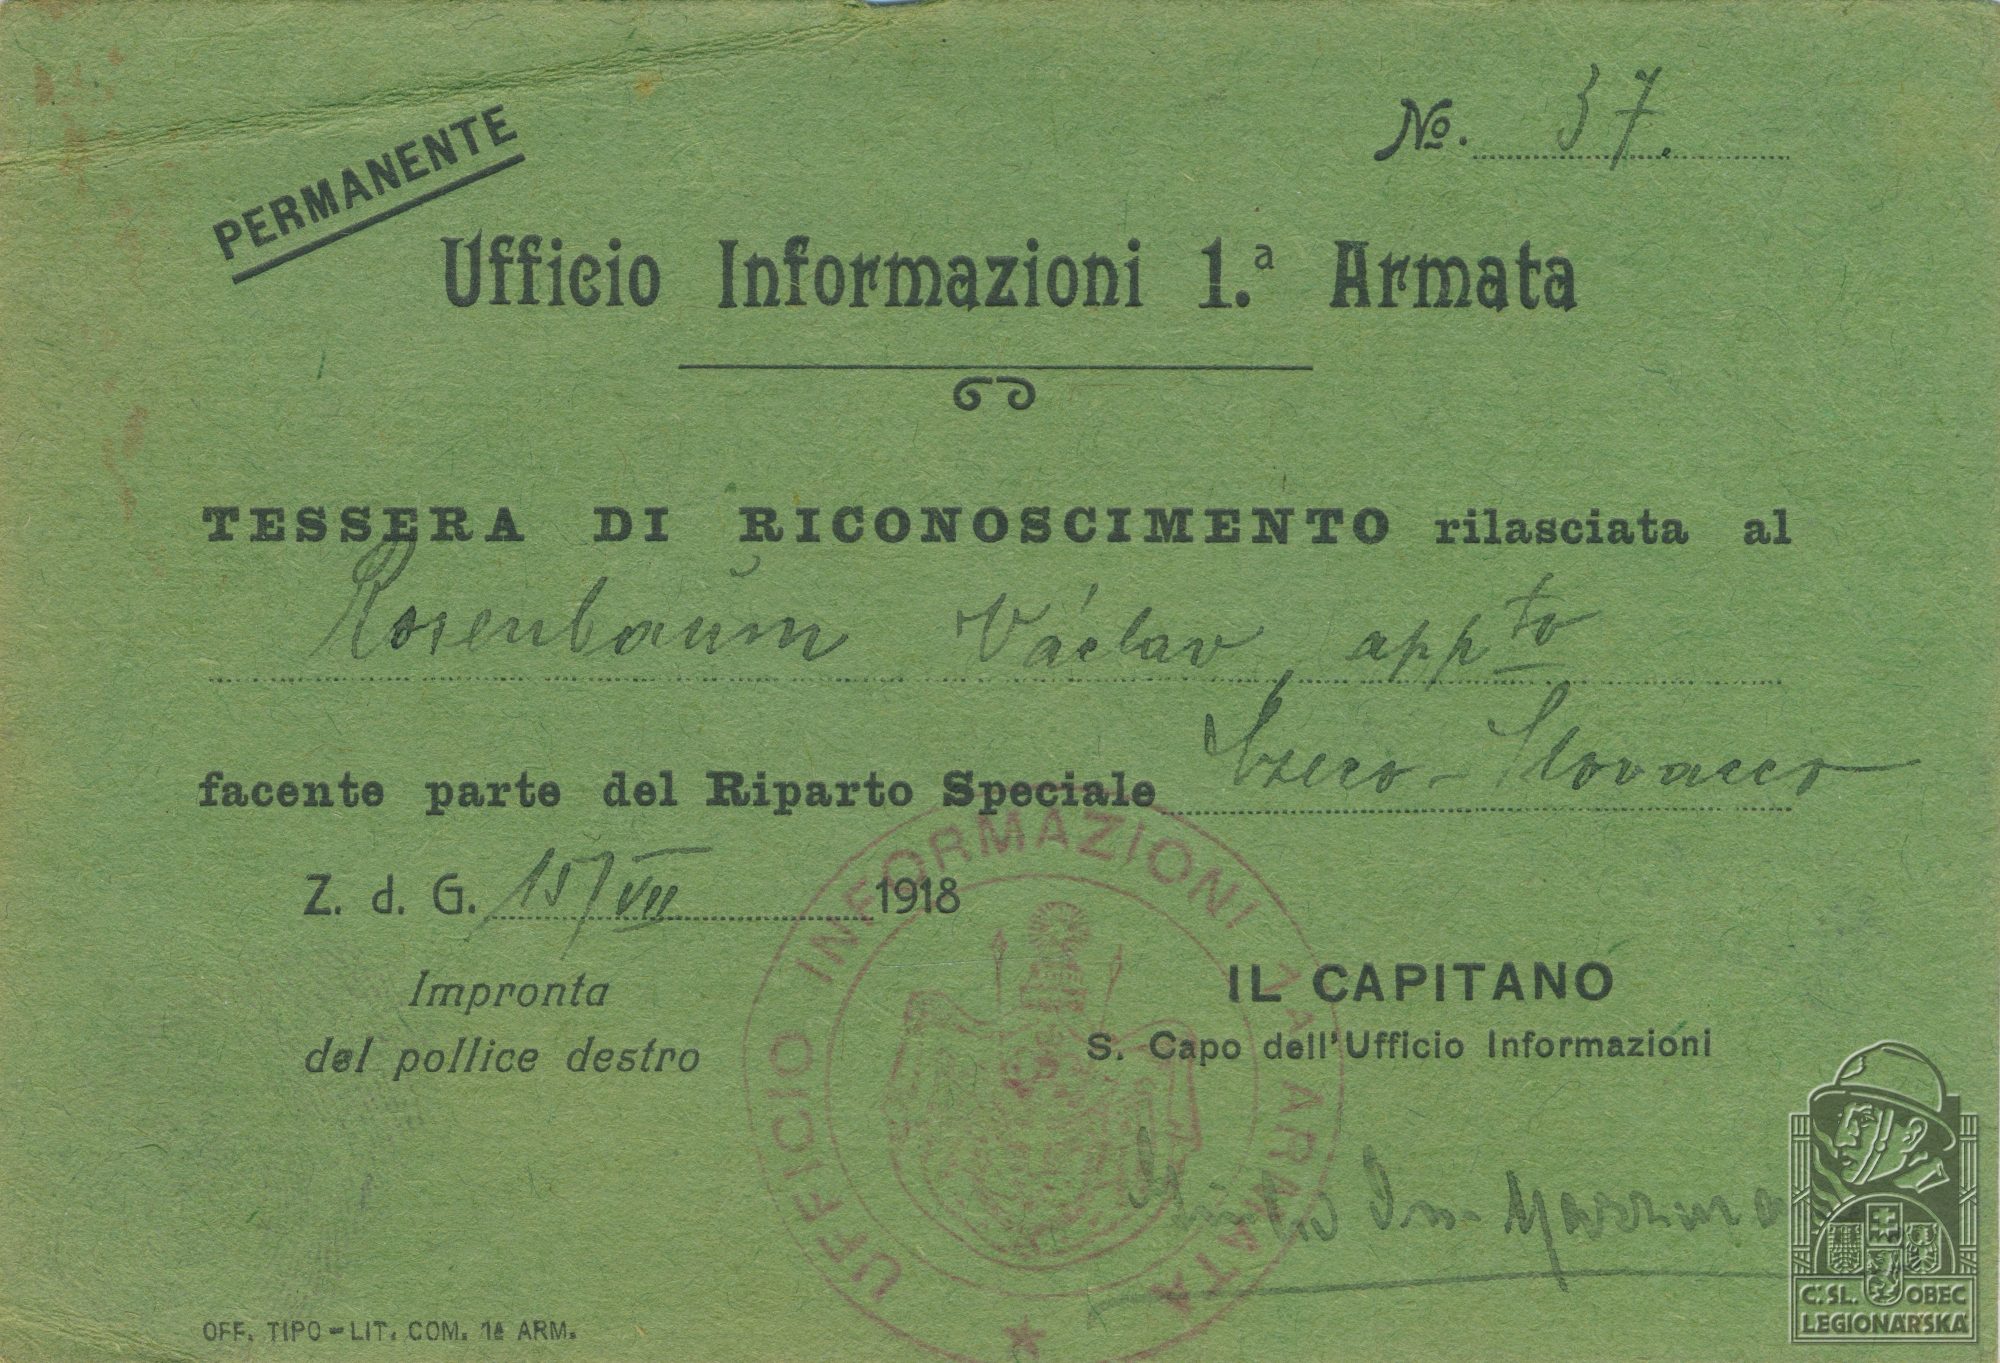 No. 37.
PERMANENTE
Ufficio Informazioni 1.ª Armata
TESSERA DI RICONOSCIMENTO rilasciata al
Rosenbaŭm Václav appto
facente parte del Riparto Speciale Czeco-Slovacco
Z. d. G. 15/VII 1918
Impronta
del pollice destro
IL CAPITANO
S. Capo dell'Ufficio Informazioni
UFFICIO INFORMAZIONI 1ª ARMATA
OFF. TIPO-LIT. COM. 1ª ARM.
Č.SL. OBEC
LEGIONÁŘSKÁ